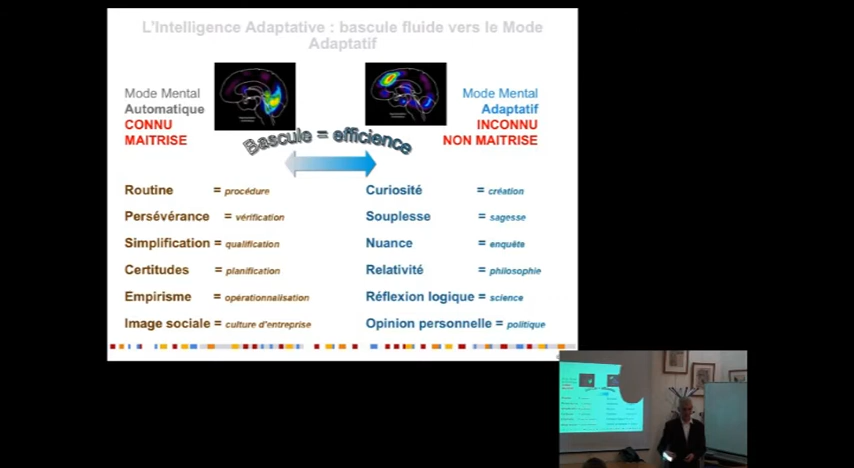 L'Intelligence Adaptative : bascule fluide vers le Mode
Adaptatif
Mode Mental
Automatique
CONNU
MAITRISE
Mode Mental
Adaptatif
INCONNU
NON MAITRISE
Bascule = efficience
Routine = procédure
Persévérance = vérification
Simplification = qualification
Certitudes = planification
Empirisme = opérationnalisation
Image sociale = culture d'entreprise
Curiosité = création
Souplesse = sagesse
Nuance = enquête
Relativité = philosophie
Réflexion logique = science
Opinion personnelle = politique